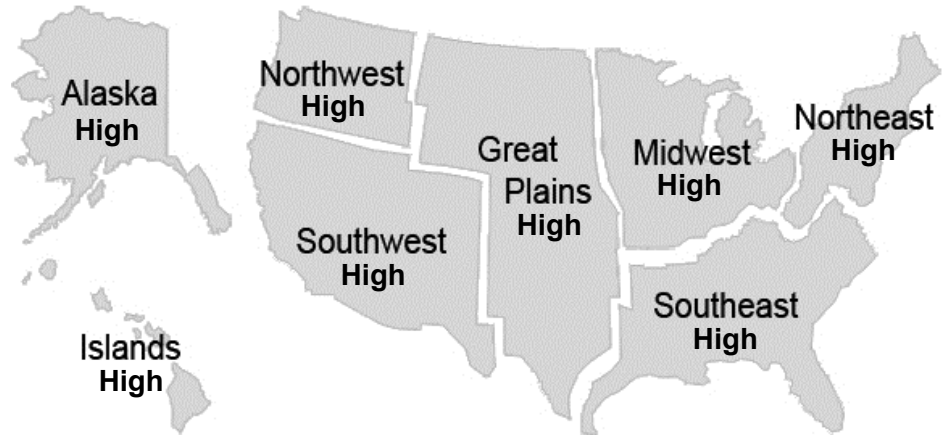 Alaska
High
Northwest
High
Great
Plains
High
Midwest
High
Northeast
High
Southwest
High
Southeast
High
Islands
High